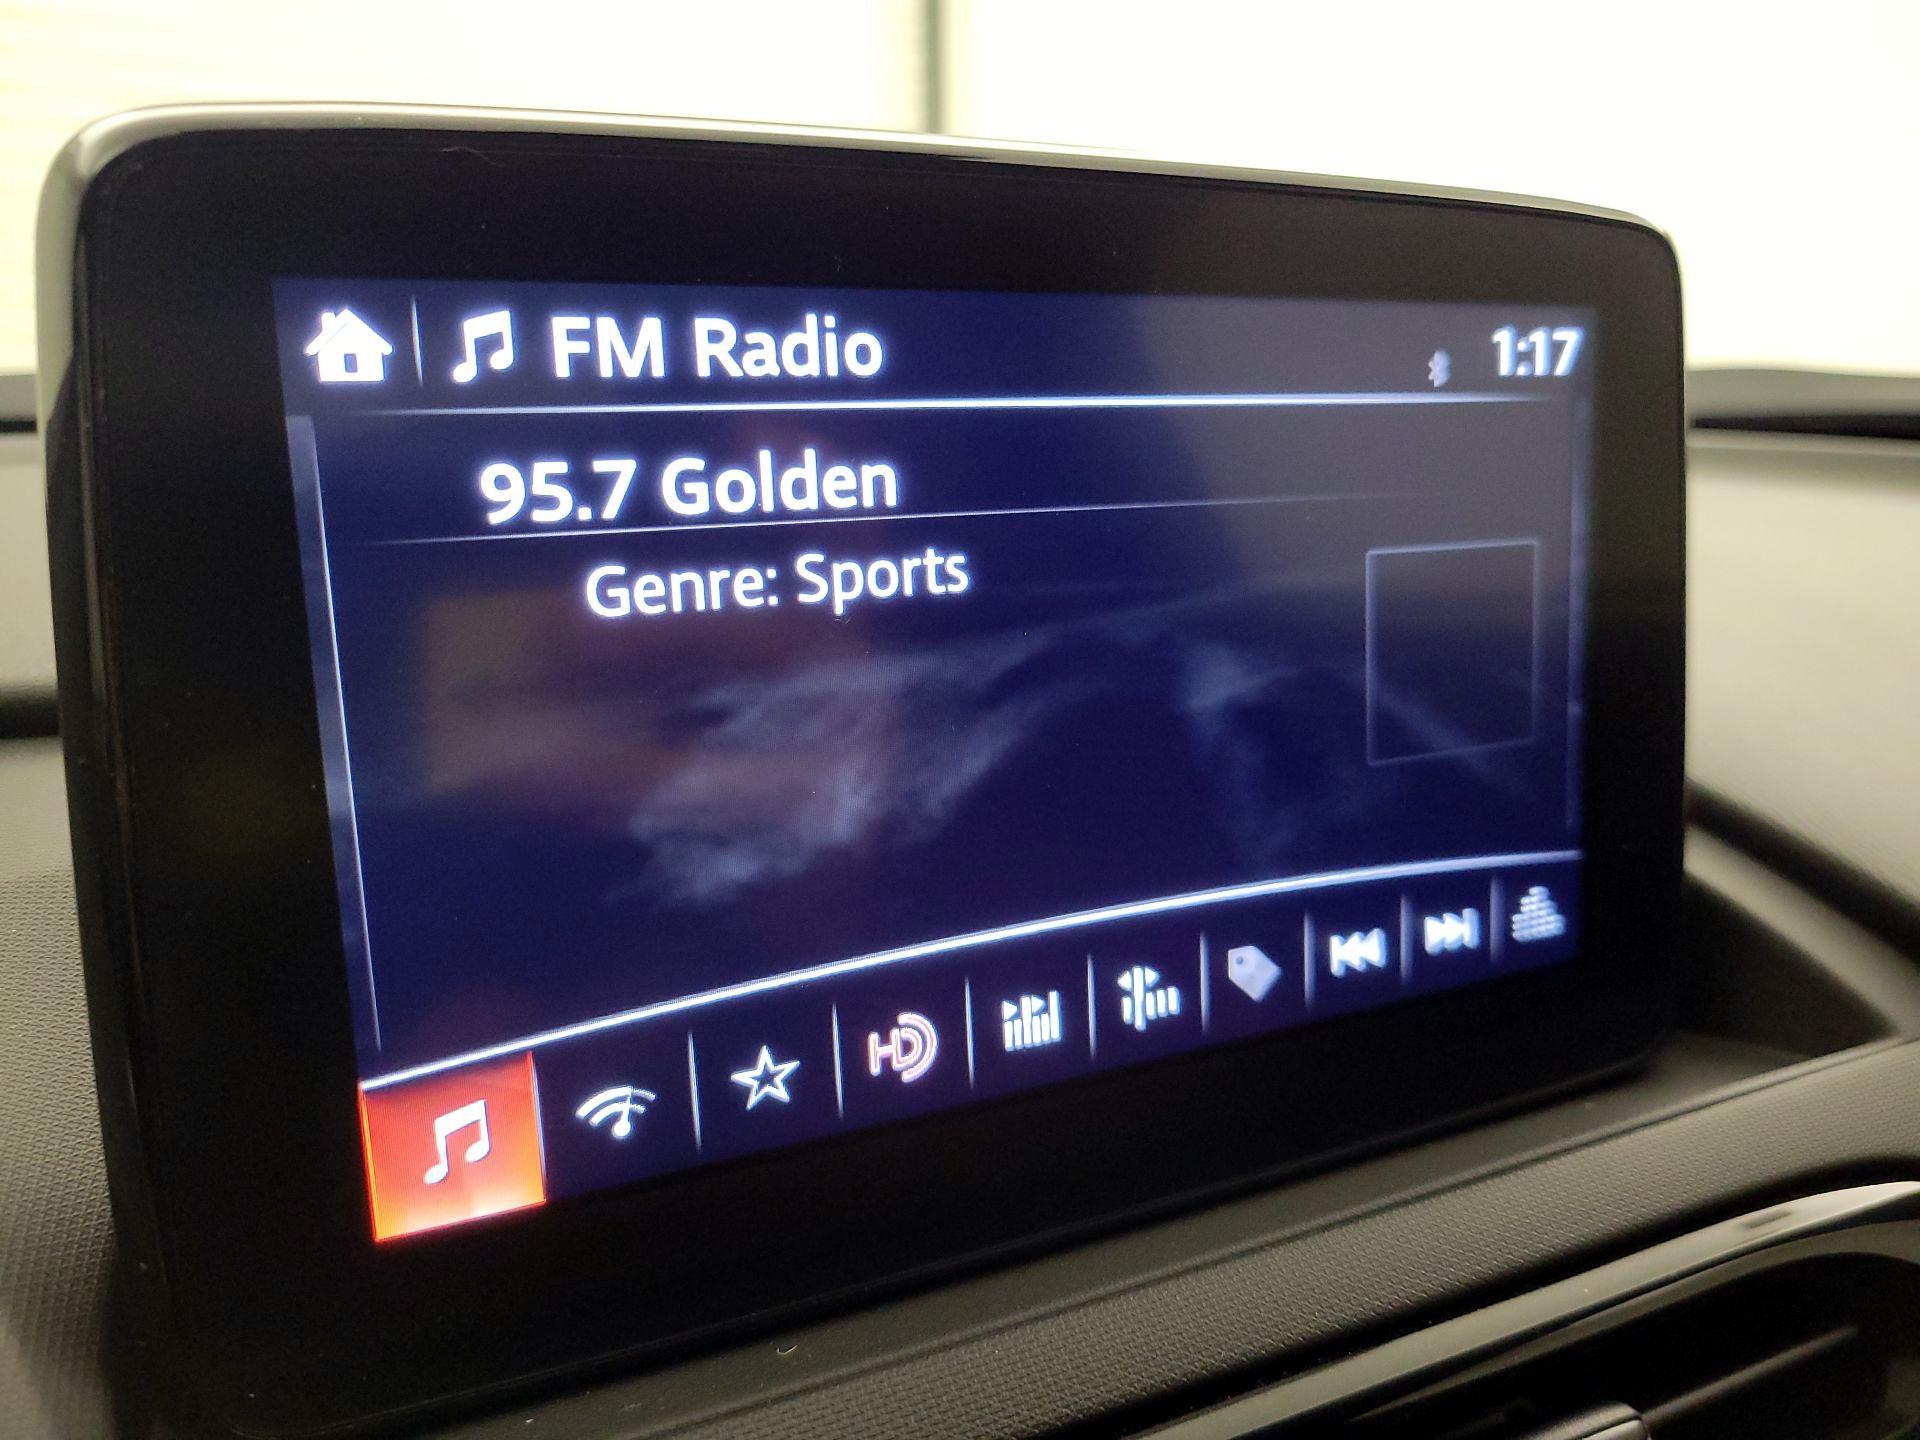 FM Radio
1:17
95.7 Golden
Genre: Sports
HD